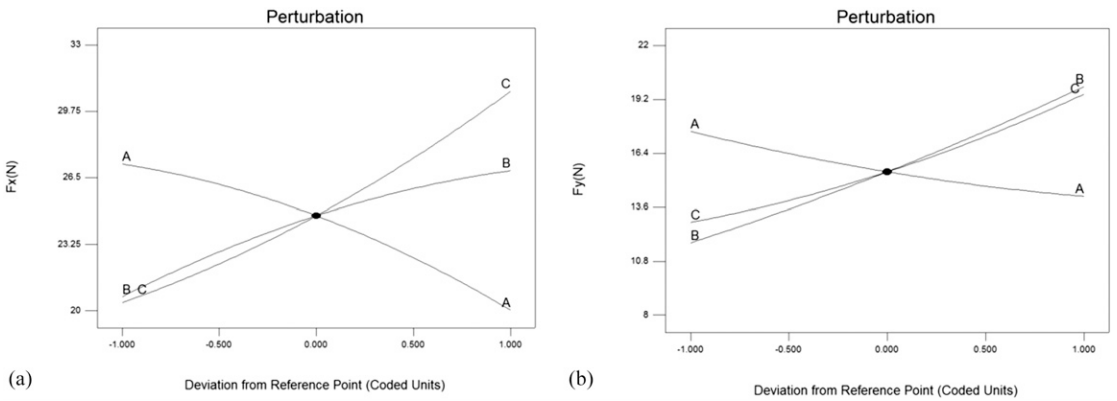 Perturbation
33
29.75
26.5
23.25
20
Fx(N)
A
B C
C
B
A
-1.000
-0.500
0.000
0.500
1.000
(a)
Deviation from Reference Point (Coded Units)
Perturbation
22
19.2
16.4
13.6
10.8
8
Fy(N)
A
C
B
B
C
A
-1.000
-0.500
0.000
0.500
1.000
(b)
Deviation from Reference Point (Coded Units)